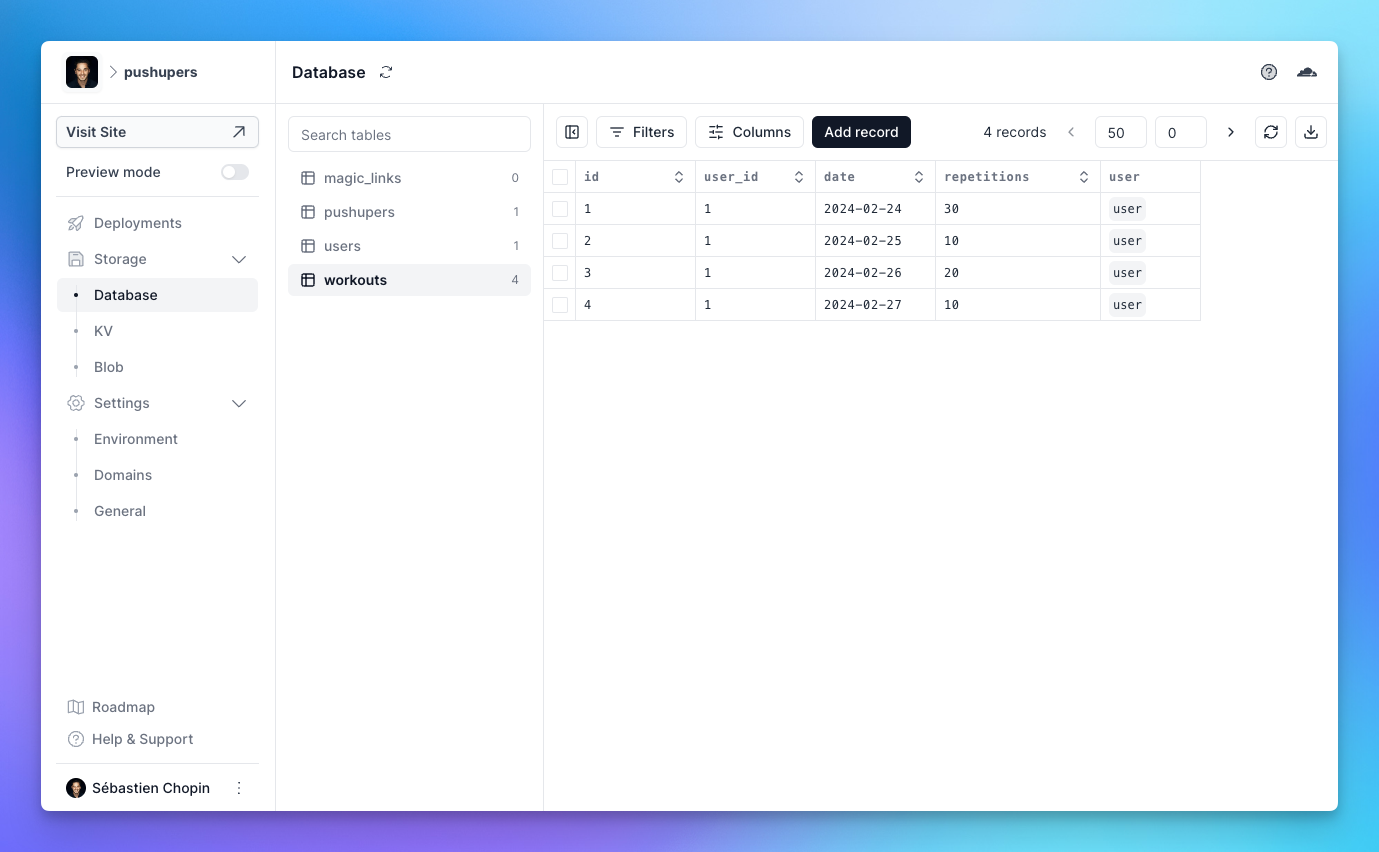 pushupers
Database
Visit Site
Preview mode
Deployments
Storage
Database
KV
Blob
Settings
Environment
Domains
General
Roadmap
Help & Support
Sébastien Chopin
Search tables
magic_links 0
pushupers 1
users 1
workouts 4
Filters Columns Add record 4 records 50 0
id user_id date repetitions user
1 1 2024-02-24 30 user
2 1 2024-02-25 10 user
3 1 2024-02-26 20 user
4 1 2024-02-27 10 user